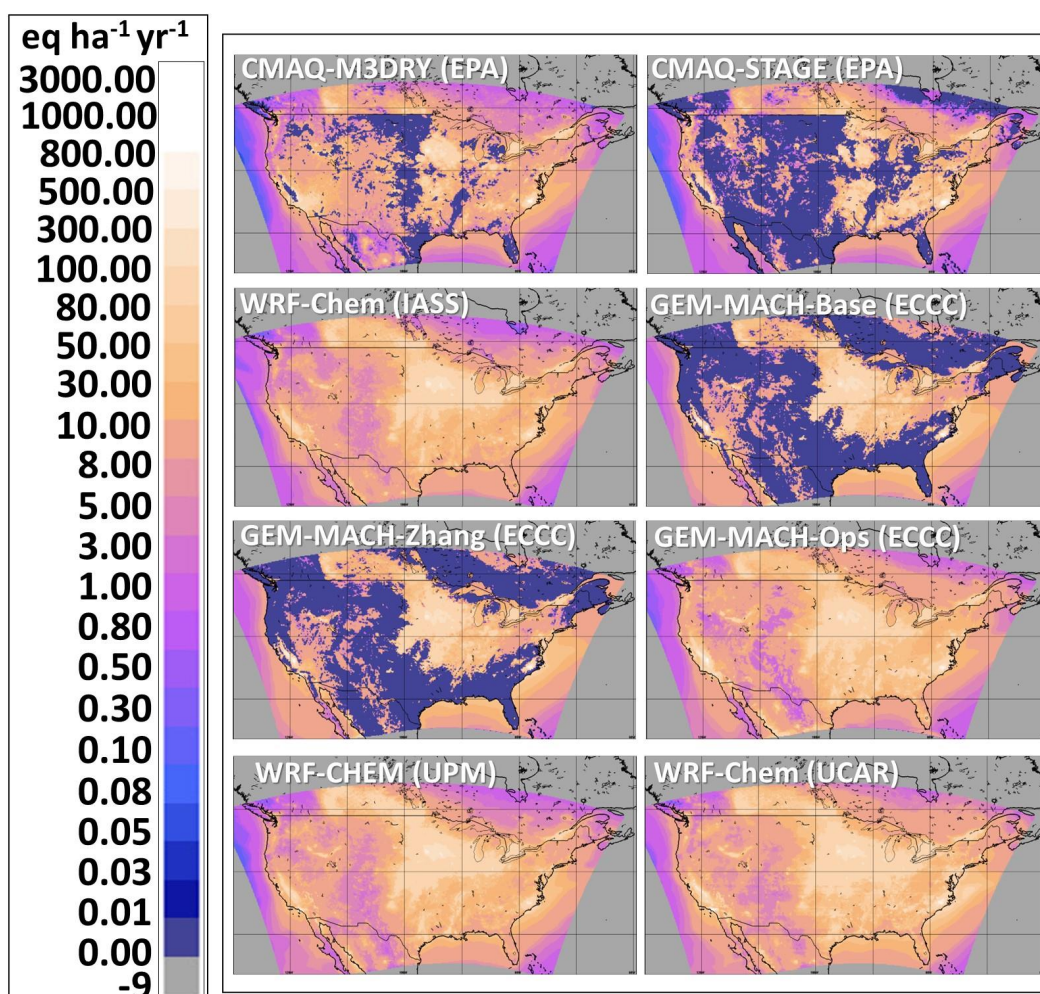 eq ha⁻¹ yr⁻¹
3000.00
1000.00
800.00
500.00
300.00
100.00
80.00
50.00
30.00
10.00
8.00
5.00
3.00
1.00
0.80
0.50
0.30
0.10
0.08
0.05
0.03
0.01
0.00
-9
CMAQ-M3DRY (EPA)
CMAQ-STAGE (EPA)
WRF-Chem (IASS)
GEM-MACH-Base (ECCC)
GEM-MACH-Zhang (ECCC)
GEM-MACH-Ops (ECCC)
WRF-CHEM (UPM)
WRF-Chem (UCAR)